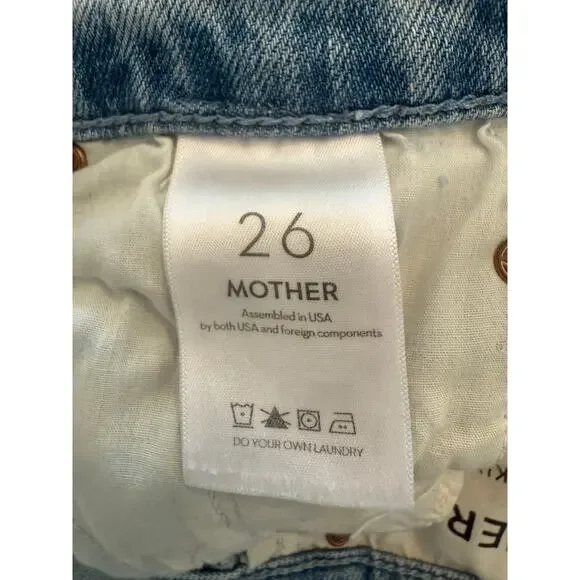 26
MOTHER
Assembled in USA
by both USA and foreign components
DO YOUR OWN LAUNDRY